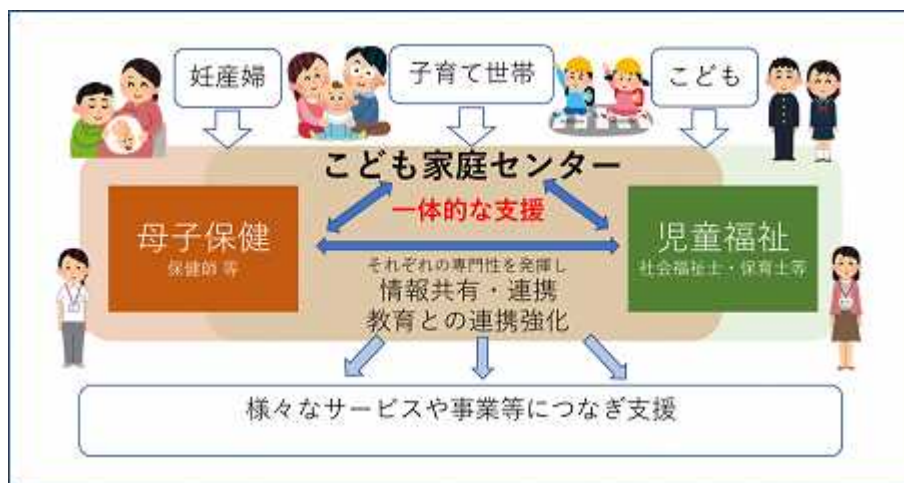 妊産婦
子育て世帯
こども
こども家庭センター
一体的な支援
母子保健
保健師 等
児童福祉
社会福祉士・保育士等
それぞれの専門性を発揮し
情報共有・連携
教育との連携強化
様々なサービスや事業等につなぎ支援